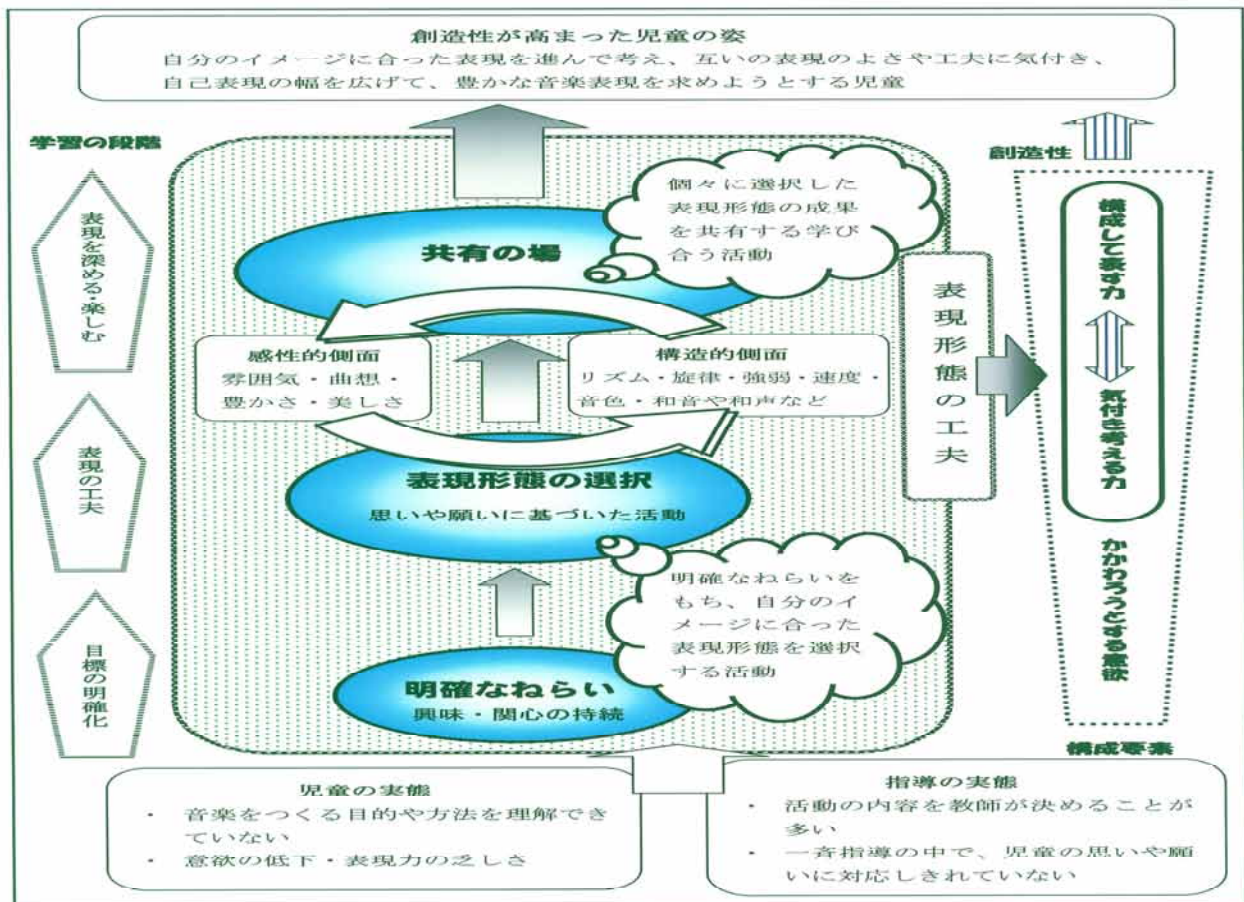 創造性が高まった児童の姿
自分のイメージに合った表現を進んで考え、互いの表現のよさや工夫に気付き、
自己表現の幅を広げて、豊かな音楽表現を求めようとする児童
学習の段階
表現を深める・楽しむ
表現の工夫
目標の明確化
個々に選択した
表現形態の成果
を共有する学び
合う活動
共有の場
感性的側面
雰囲気・曲想・
豊かさ・美しさ
構造的側面
リズム・旋律・強弱・速度・
音色・和音や和声など
表現形態の選択
思いや願いに基づいた活動
明確なねらいを
もち、自分のイ
メージに合った
表現形態を選択
する活動
明確なねらい
興味・関心の持続
表現形態の工夫
創造性
構成して表す力
気付き考える力
かかわろうとする意欲
構成要素
児童の実態
・ 音楽をつくる目的や方法を理解でき
ていない
・ 意欲の低下・表現力の乏しさ
指導の実態
・ 活動の内容を教師が決めることが
多い
・ 一斉指導の中で、児童の思いや願
いに対応しきれていない